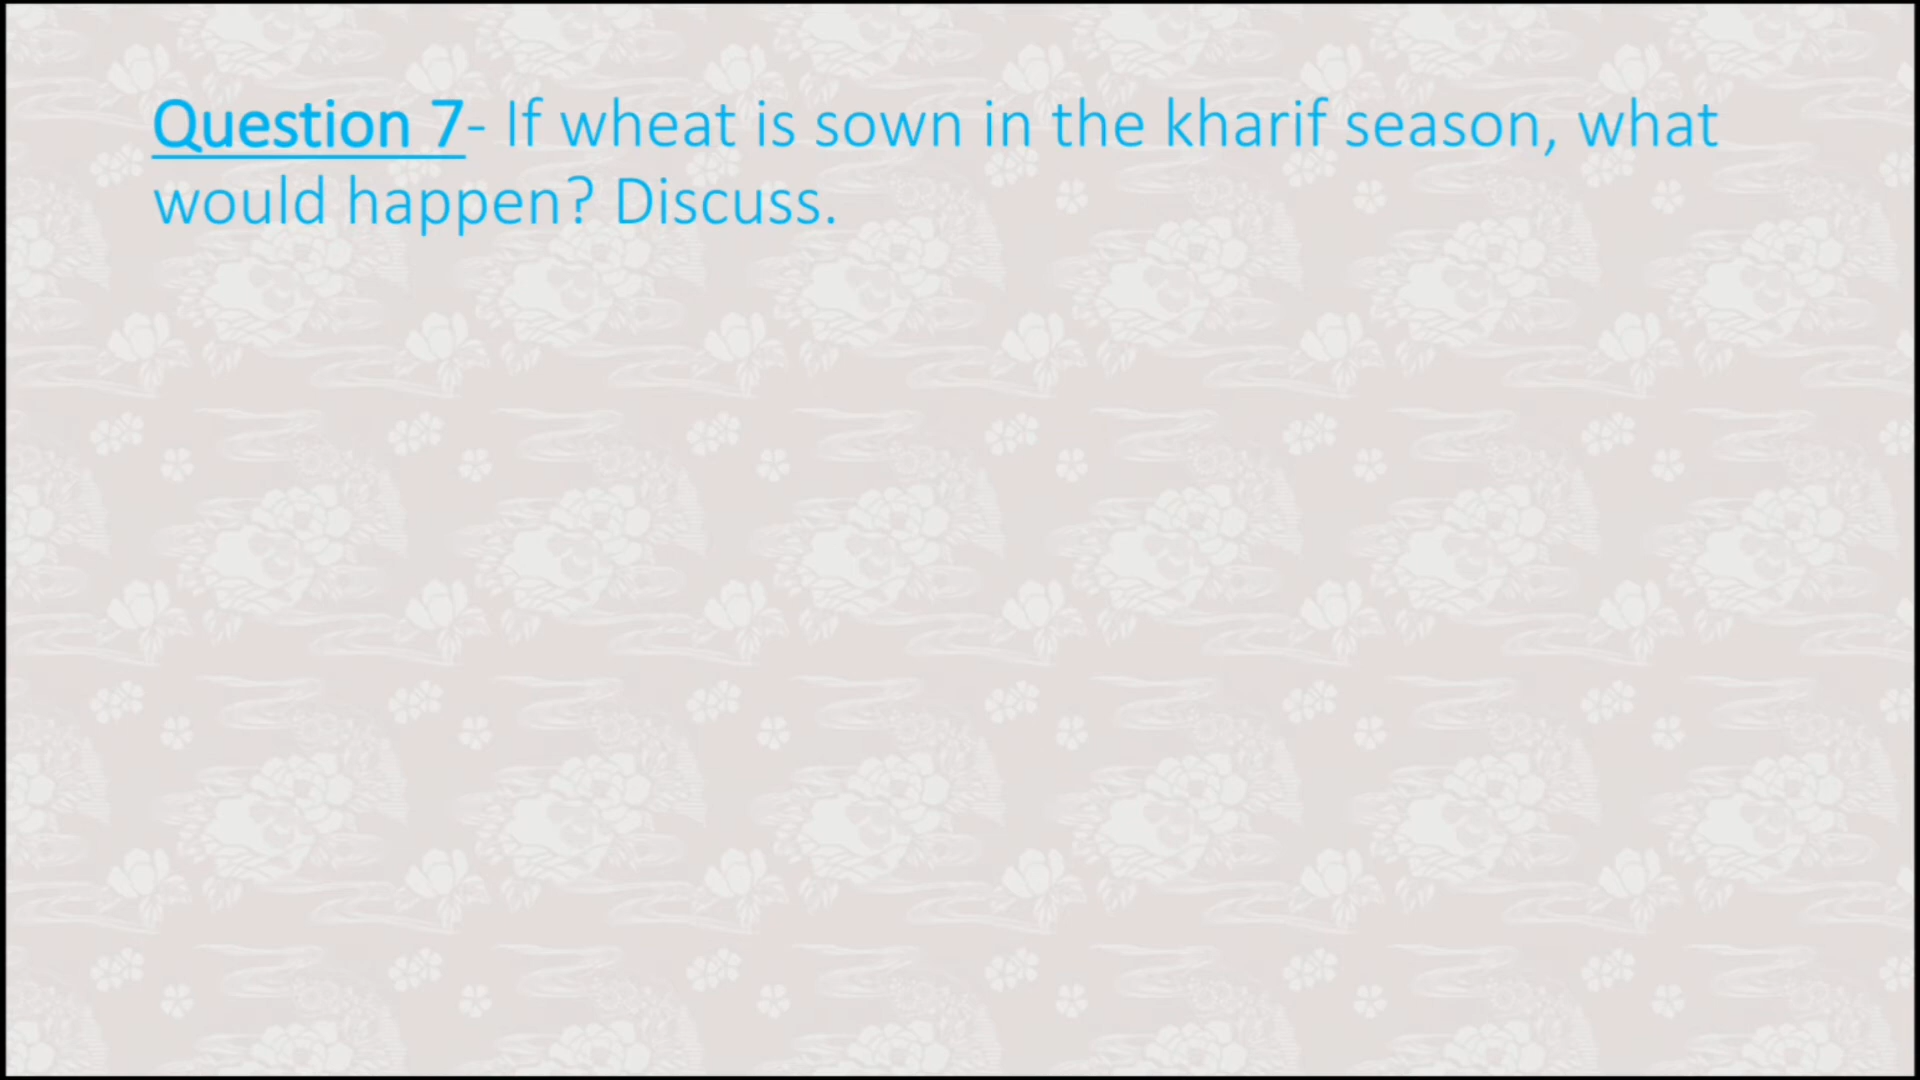 Question 7- If wheat is sown in the kharif season, what
would happen? Discuss.